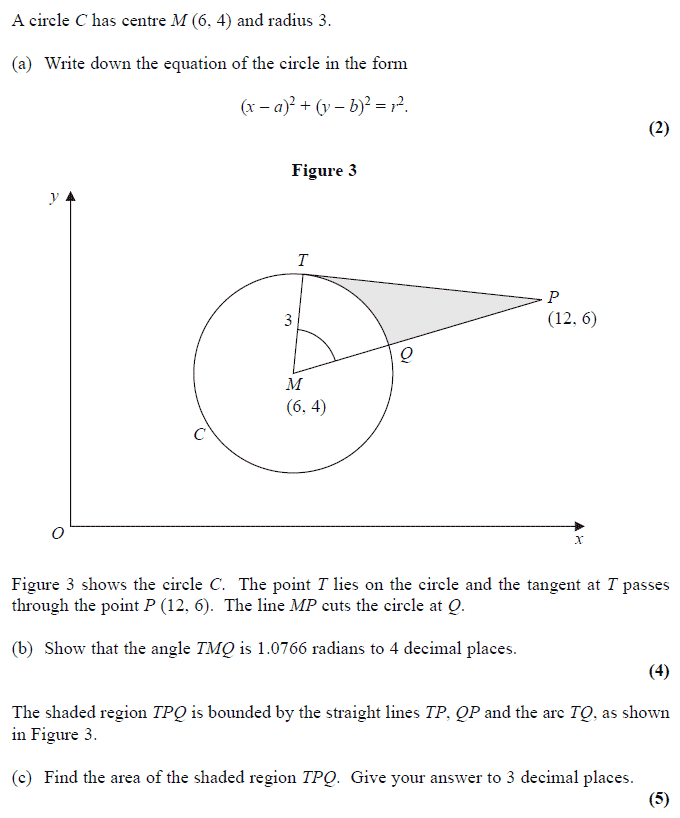 A circle C has centre M (6, 4) and radius 3.
(a) Write down the equation of the circle in the form
(x – a)² + (y – b)² = r².
(2)
Figure 3
y
T
P
(12, 6)
3
Q
M
(6, 4)
C
O
x
Figure 3 shows the circle C. The point T lies on the circle and the tangent at T passes
through the point P (12, 6). The line MP cuts the circle at Q.
(b) Show that the angle TMQ is 1.0766 radians to 4 decimal places.
(4)
The shaded region TPQ is bounded by the straight lines TP, QP and the arc TQ, as shown
in Figure 3.
(c) Find the area of the shaded region TPQ. Give your answer to 3 decimal places.
(5)